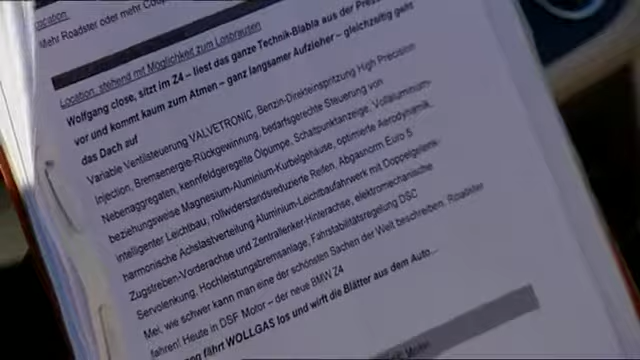 Location:
Mehr Roadster oder mehr Coup
Location: stehend mit Möglichkeit zum Losbrausen
Wolfgang close, sitzt im Z4 – liest das ganze Technik-Blabla aus der Presse
vor und kommt kaum zum Atmen – ganz langsamer Aufzieher – gleichzeitig geht
das Dach auf
Variable Ventilsteuerung VALVETRONIC, Benzin-Direkteinspritzung High Precision
Injection, Bremsenergie-Rückgewinnung, bedarfsgerechte Steuerung von
Nebenaggregaten, kennfeldgeregelte Ölpumpe, Schaltpunktanzeige, Vollaluminium-
beziehungsweise Magnesium-Aluminium-Kurbelgehäuse, optimierte Aerodynamik,
intelligenter Leichtbau, rollwiderstandsreduzierte Reifen, Abgasnorm Euro 5
harmonische Achslastverteilung Aluminium-Leichtbaufahrwerk mit Doppelgelenk-
Zugstreben-Vorderachse und Zentrallenker-Hinterachse, elektromechanische
Servolenkung, Hochleistungsbremsanlage, Fahrstabilitätsregelung DSC
Mei, wie schwer kann man eine der schönsten Sachen der Welt beschreiben. Roadster
fahren! Heute in DSF Motor – der neue BMW Z4
fährt WOLLGAS los und wirft die Blätter aus dem Auto...